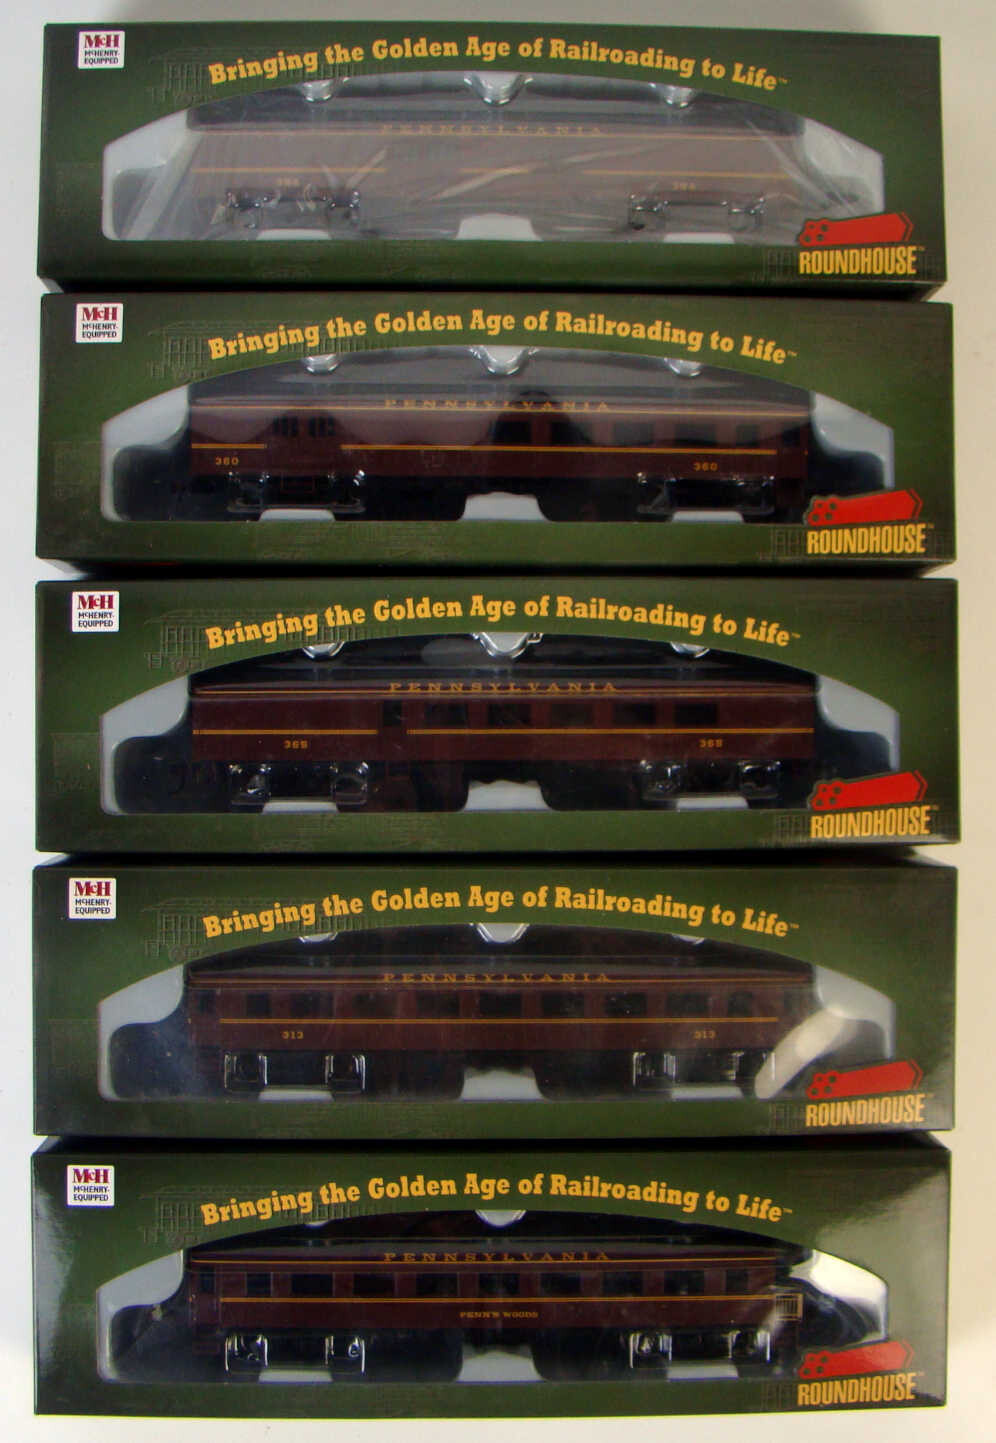 McH
McHENRY-
EQUIPPED
Bringing the Golden Age of Railroading to Life™
PENNSYLVANIA
ROUNDHOUSE™
McH
McHENRY-
EQUIPPED
Bringing the Golden Age of Railroading to Life™
PENNSYLVANIA
360 360
ROUNDHOUSE™
McH
McHENRY-
EQUIPPED
Bringing the Golden Age of Railroading to Life™
PENNSYLVANIA
365 365
ROUNDHOUSE™
McH
McHENRY-
EQUIPPED
Bringing the Golden Age of Railroading to Life™
PENNSYLVANIA
313 313
ROUNDHOUSE™
McH
McHENRY-
EQUIPPED
Bringing the Golden Age of Railroading to Life™
PENNSYLVANIA
PENN'S WOODS
ROUNDHOUSE™